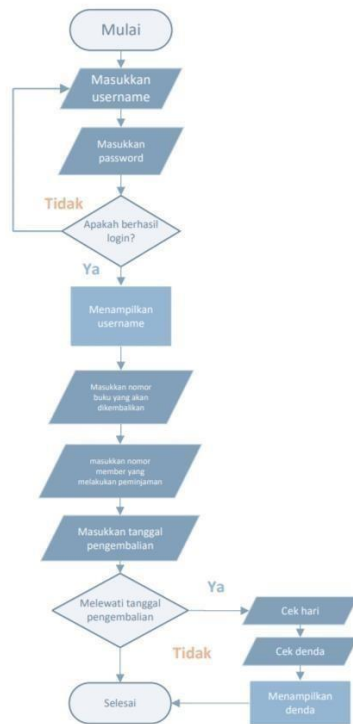 Mulai
Masukkan
username
Masukkan
password
Tidak
Apakah berhasil
login?
Ya
Menampilkan
username
Masukkan nomor
buku yang akan
dikembalikan
masukkan nomor
member yang
melakukan peminjaman
Masukkan tanggal
pengembalian
Melewati tanggal
pengembalian
Ya
Cek hari
Tidak
Cek denda
Menampilkan
denda
Selesai